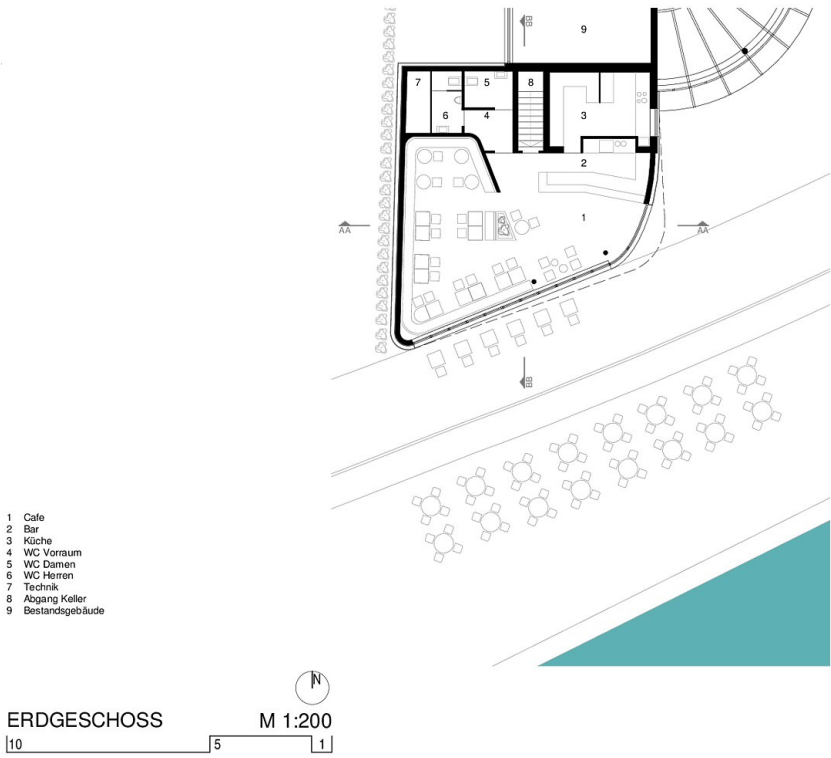 BB
9
7
5
8
6
4
3
2
1
AA
AA
BB
1 Cafe
2 Bar
3 Küche
4 WC Vorraum
5 WC Damen
6 WC Herren
7 Technik
8 Abgang Keller
9 Bestandsgebäude
N
ERDGESCHOSS M 1:200
10 5 1